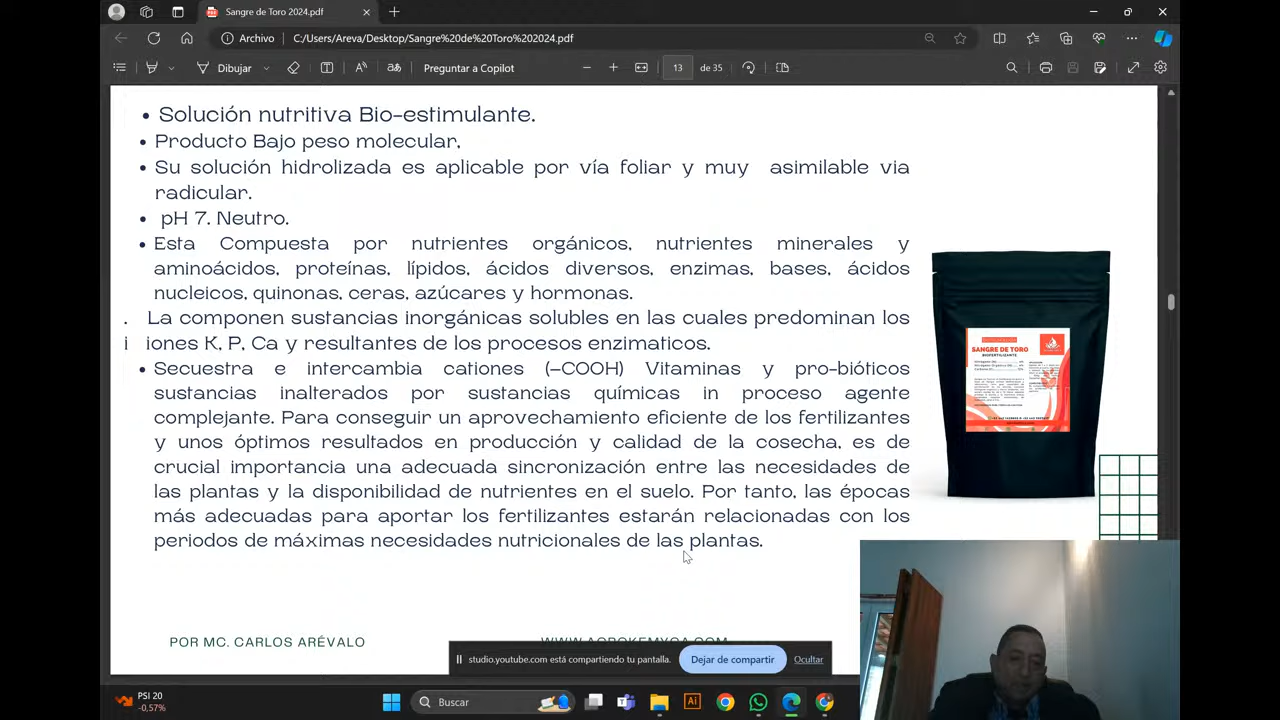 Sangre de Toro 2024.pdf
Archivo
C:/Users/Areva/Desktop/Sangre%20de%20Toro%202024.pdf
Dibujar
Preguntar a Copilot
13 de 35
• Solución nutritiva Bio-estimulante.
• Producto Bajo peso molecular,
• Su solución hidrolizada es aplicable por vía foliar y muy asimilable via
radicular.
• pH 7. Neutro.
• Esta Compuesta por nutrientes orgánicos, nutrientes minerales y
aminoácidos, proteínas, lípidos, ácidos diversos, enzimas, bases, ácidos
nucleicos, quinonas, ceras, azúcares y hormonas.
. La componen sustancias inorgánicas solubles en las cuales predominan los
i iones K, P, Ca y resultantes de los procesos enzimaticos.
• Secuestra e intercambia cationes (—COOH) Vitaminas y pro-bióticos
sustancias liberados por sustancias químicas in proceso agente
complejante. Para conseguir un aprovechamiento eficiente de los fertilizantes
y unos óptimos resultados en producción y calidad de la cosecha, es de
crucial importancia una adecuada sincronización entre las necesidades de
las plantas y la disponibilidad de nutrientes en el suelo. Por tanto, las épocas
más adecuadas para aportar los fertilizantes estarán relacionadas con los
periodos de máximas necesidades nutricionales de las plantas.
SANGRE DE TORO
BIOFERTILIZANTE
POR MC. CARLOS ARÉVALO
WWW.AGROKEMYCA.COM
studio.youtube.com está compartiendo tu pantalla.
Dejar de compartir
Ocultar
PSI 20
-0,57%
Buscar